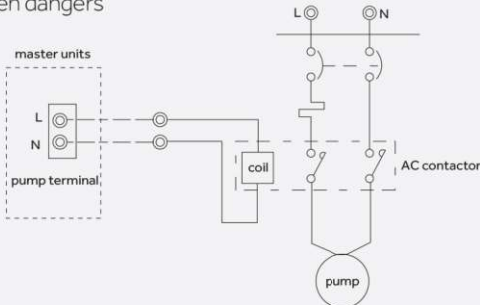 en dangers
L N
master units
L
N
pump terminal
coil
AC contactor
pump